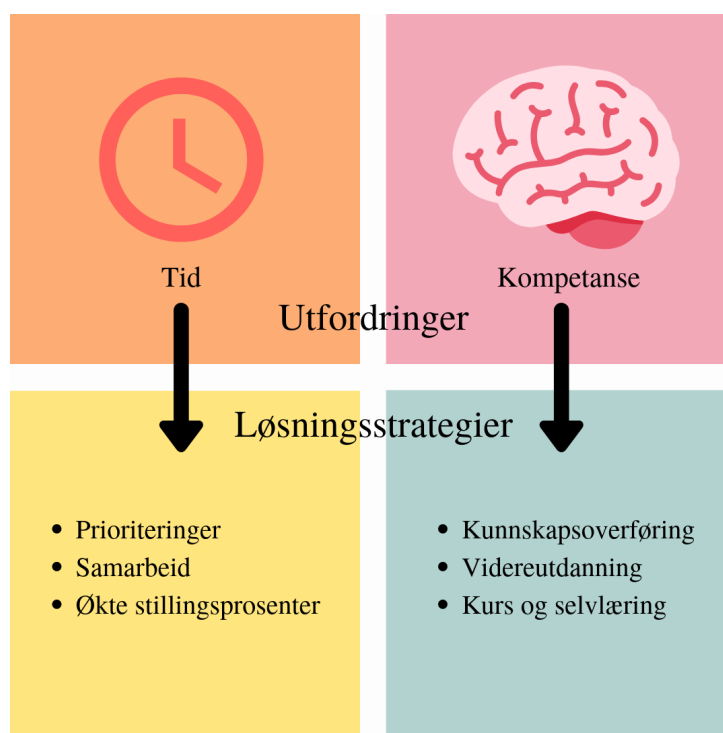 Tid
Kompetanse
Utfordringer
Løsningsstrategier
• Prioriteringer
• Samarbeid
• Økte stillingsprosenter
• Kunnskapsoverføring
• Videreutdanning
• Kurs og selvlæring